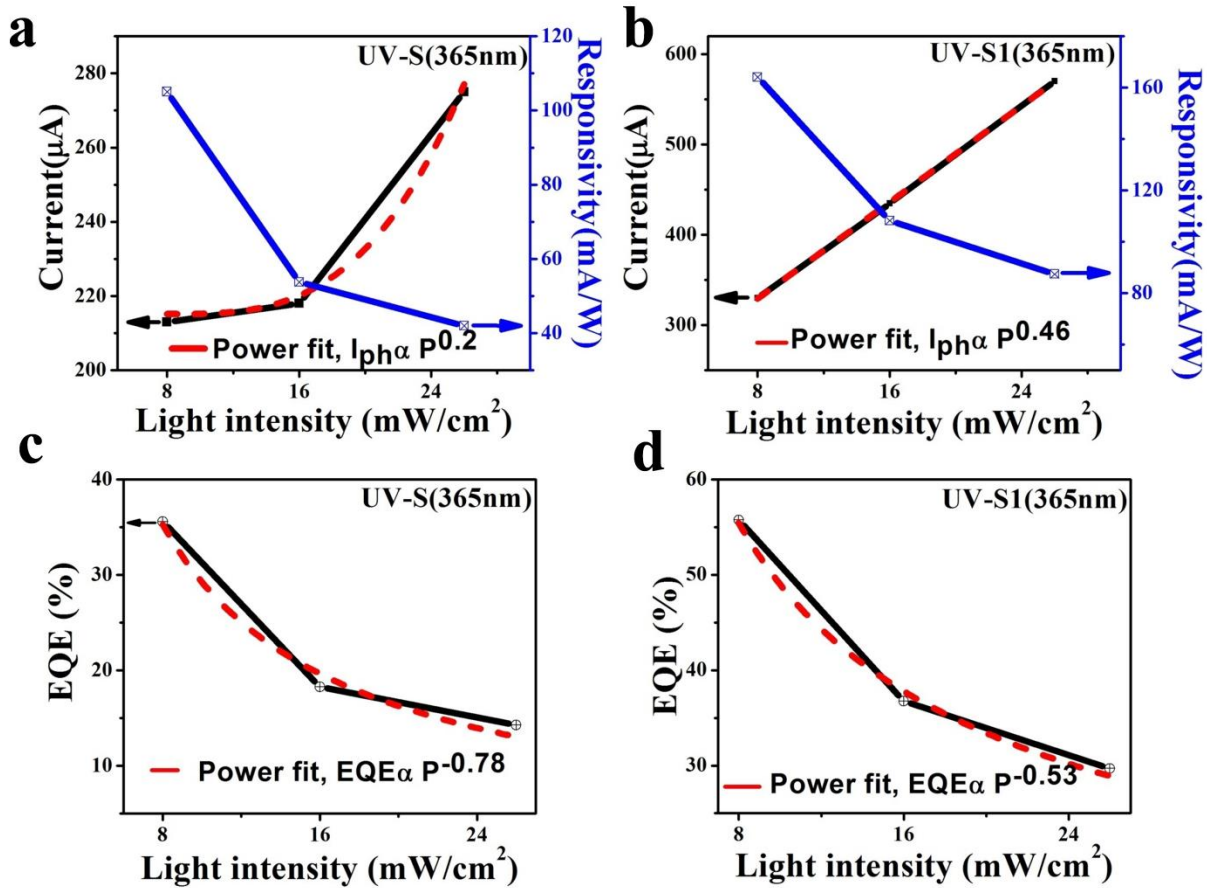 a
UV-S(365nm)
Current(μA)
280
260
240
220
200
Responsivity(mA/W)
120
100
80
60
40
Power fit, Iphα P0.2
8 16 24
Light intensity (mW/cm2)
b
UV-S1(365nm)
Current(μA)
600
500
400
300
Responsivity(mA/W)
160
120
80
Power fit, Iphα P0.46
8 16 24
Light intensity (mW/cm2)
c
UV-S(365nm)
EQE (%)
40
30
20
10
Power fit, EQEα P-0.78
8 16 24
Light intensity (mW/cm2)
d
UV-S1(365nm)
EQE (%)
60
50
40
30
Power fit, EQEα P-0.53
8 16 24
Light intensity (mW/cm2)